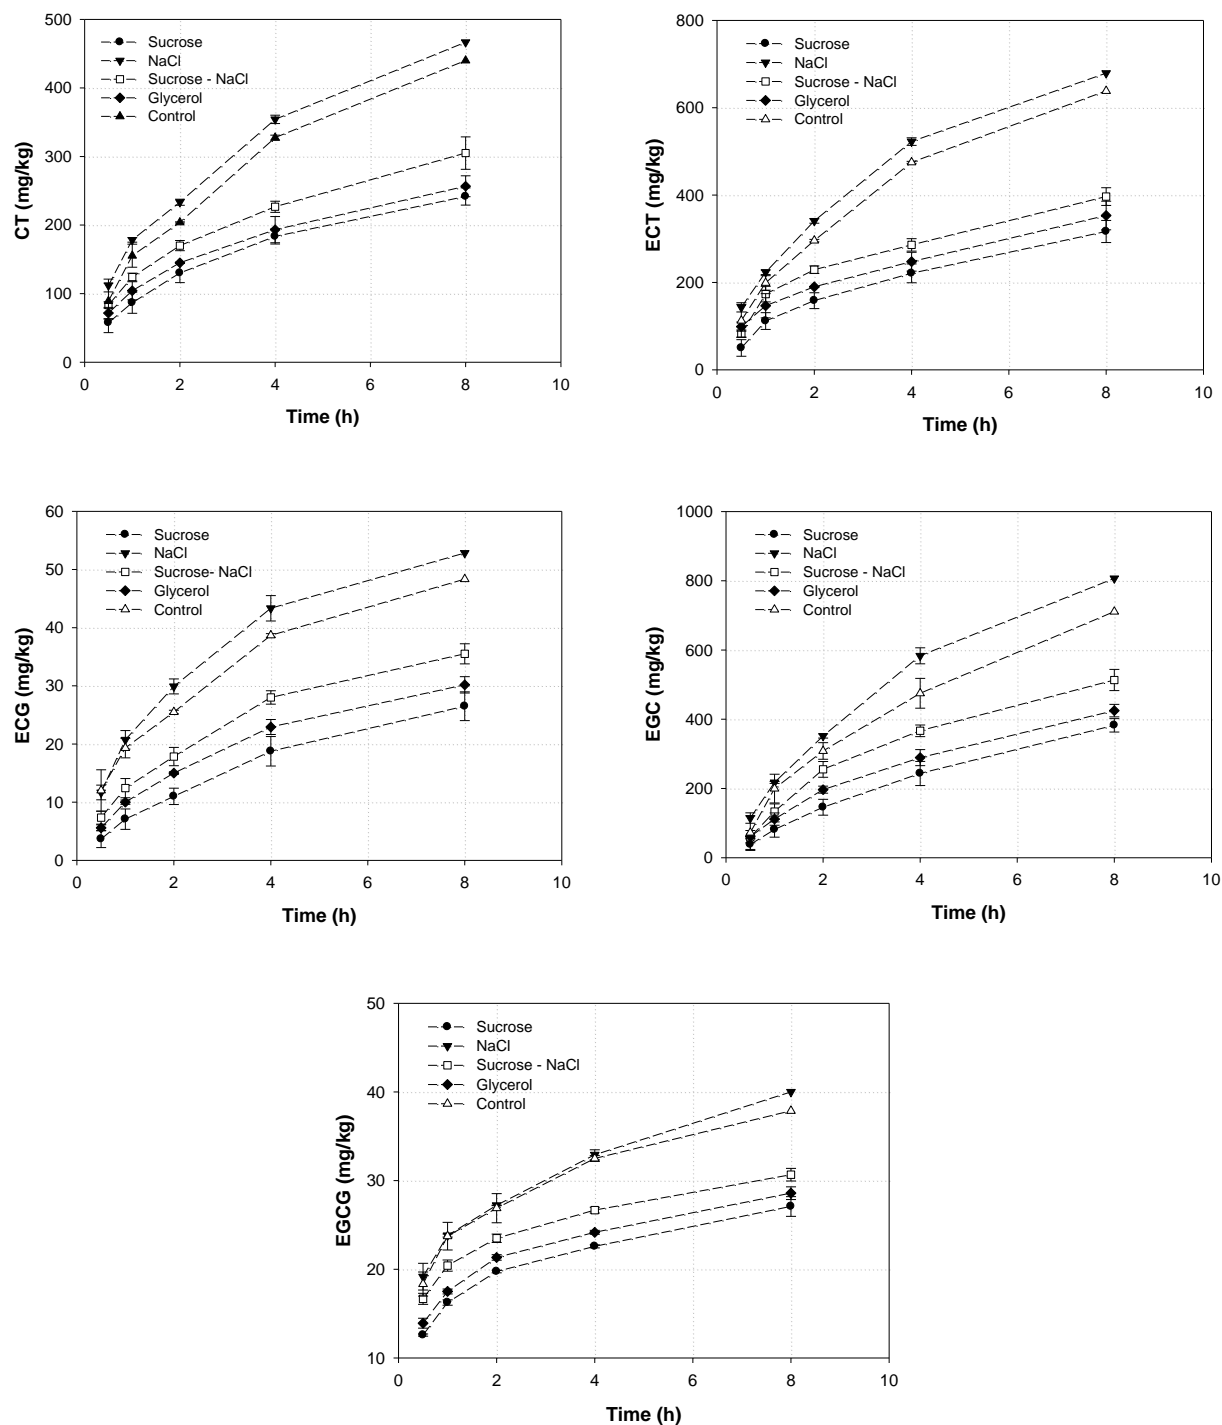 500
400
300
200
100
0
CT (mg/kg)
Sucrose
NaCl
Sucrose - NaCl
Glycerol
Control
0 2 4 6 8 10
Time (h)
800
600
400
200
0
ECT (mg/kg)
Sucrose
NaCl
Sucrose - NaCl
Glycerol
Control
0 2 4 6 8 10
Time (h)
60
50
40
30
20
10
0
ECG (mg/kg)
Sucrose
NaCl
Sucrose- NaCl
Glycerol
Control
0 2 4 6 8 10
Time (h)
1000
800
600
400
200
0
EGC (mg/kg)
Sucrose
NaCl
Sucrose - NaCl
Glycerol
Control
0 2 4 6 8 10
Time (h)
50
40
30
20
10
EGCG (mg/kg)
Sucrose
NaCl
Sucrose - NaCl
Glycerol
Control
0 2 4 6 8 10
Time (h)